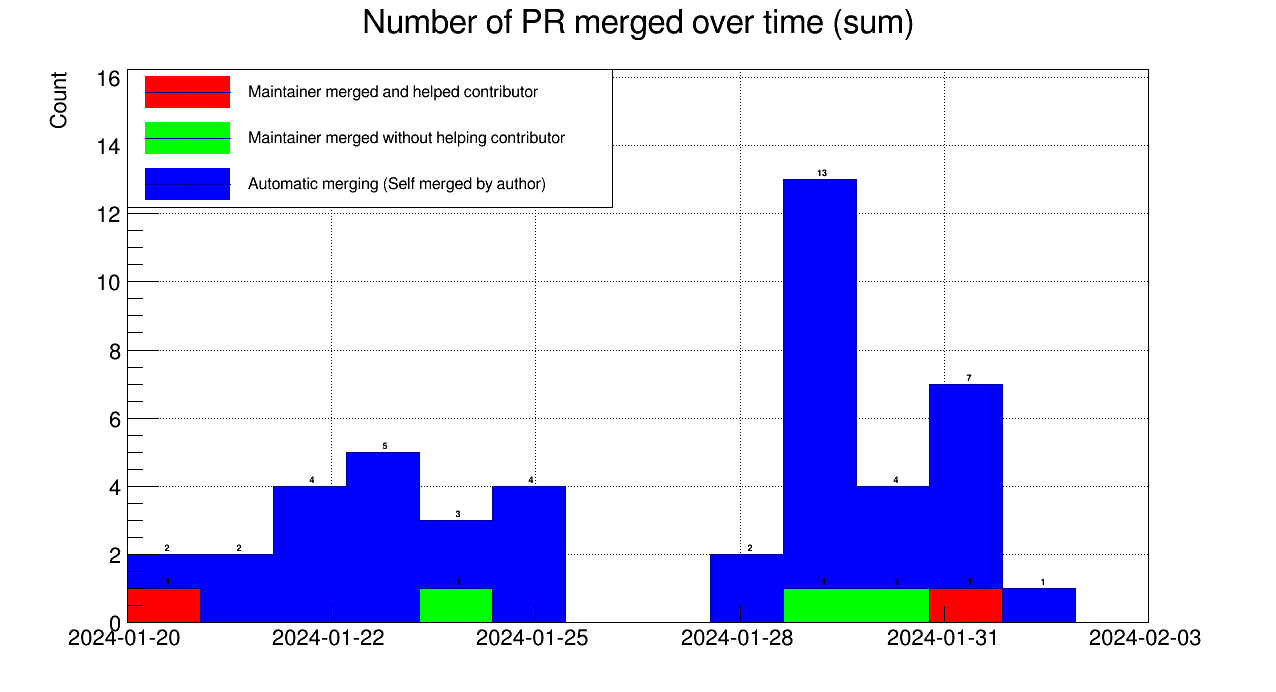 Number of PR merged over time (sum)
Count
Maintainer merged and helped contributor
Maintainer merged without helping contributor
Automatic merging (Self merged by author)
16
14
12
10
8
6
4
2
0
13
7
5
4 4 4
3
2 2 2
1 1 1 1 1 1
2024-01-20 2024-01-22 2024-01-25 2024-01-28 2024-01-31 2024-02-03